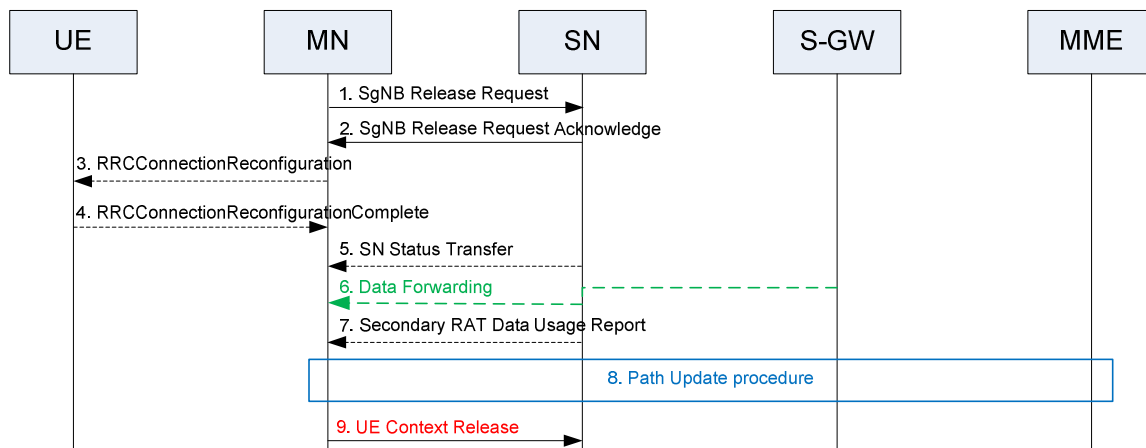 UE
MN
SN
S-GW
MME
1. SgNB Release Request
2. SgNB Release Request Acknowledge
3. RRCConnectionReconfiguration
4. RRCConnectionReconfigurationComplete
5. SN Status Transfer
6. Data Forwarding
7. Secondary RAT Data Usage Report
8. Path Update procedure
9. UE Context Release